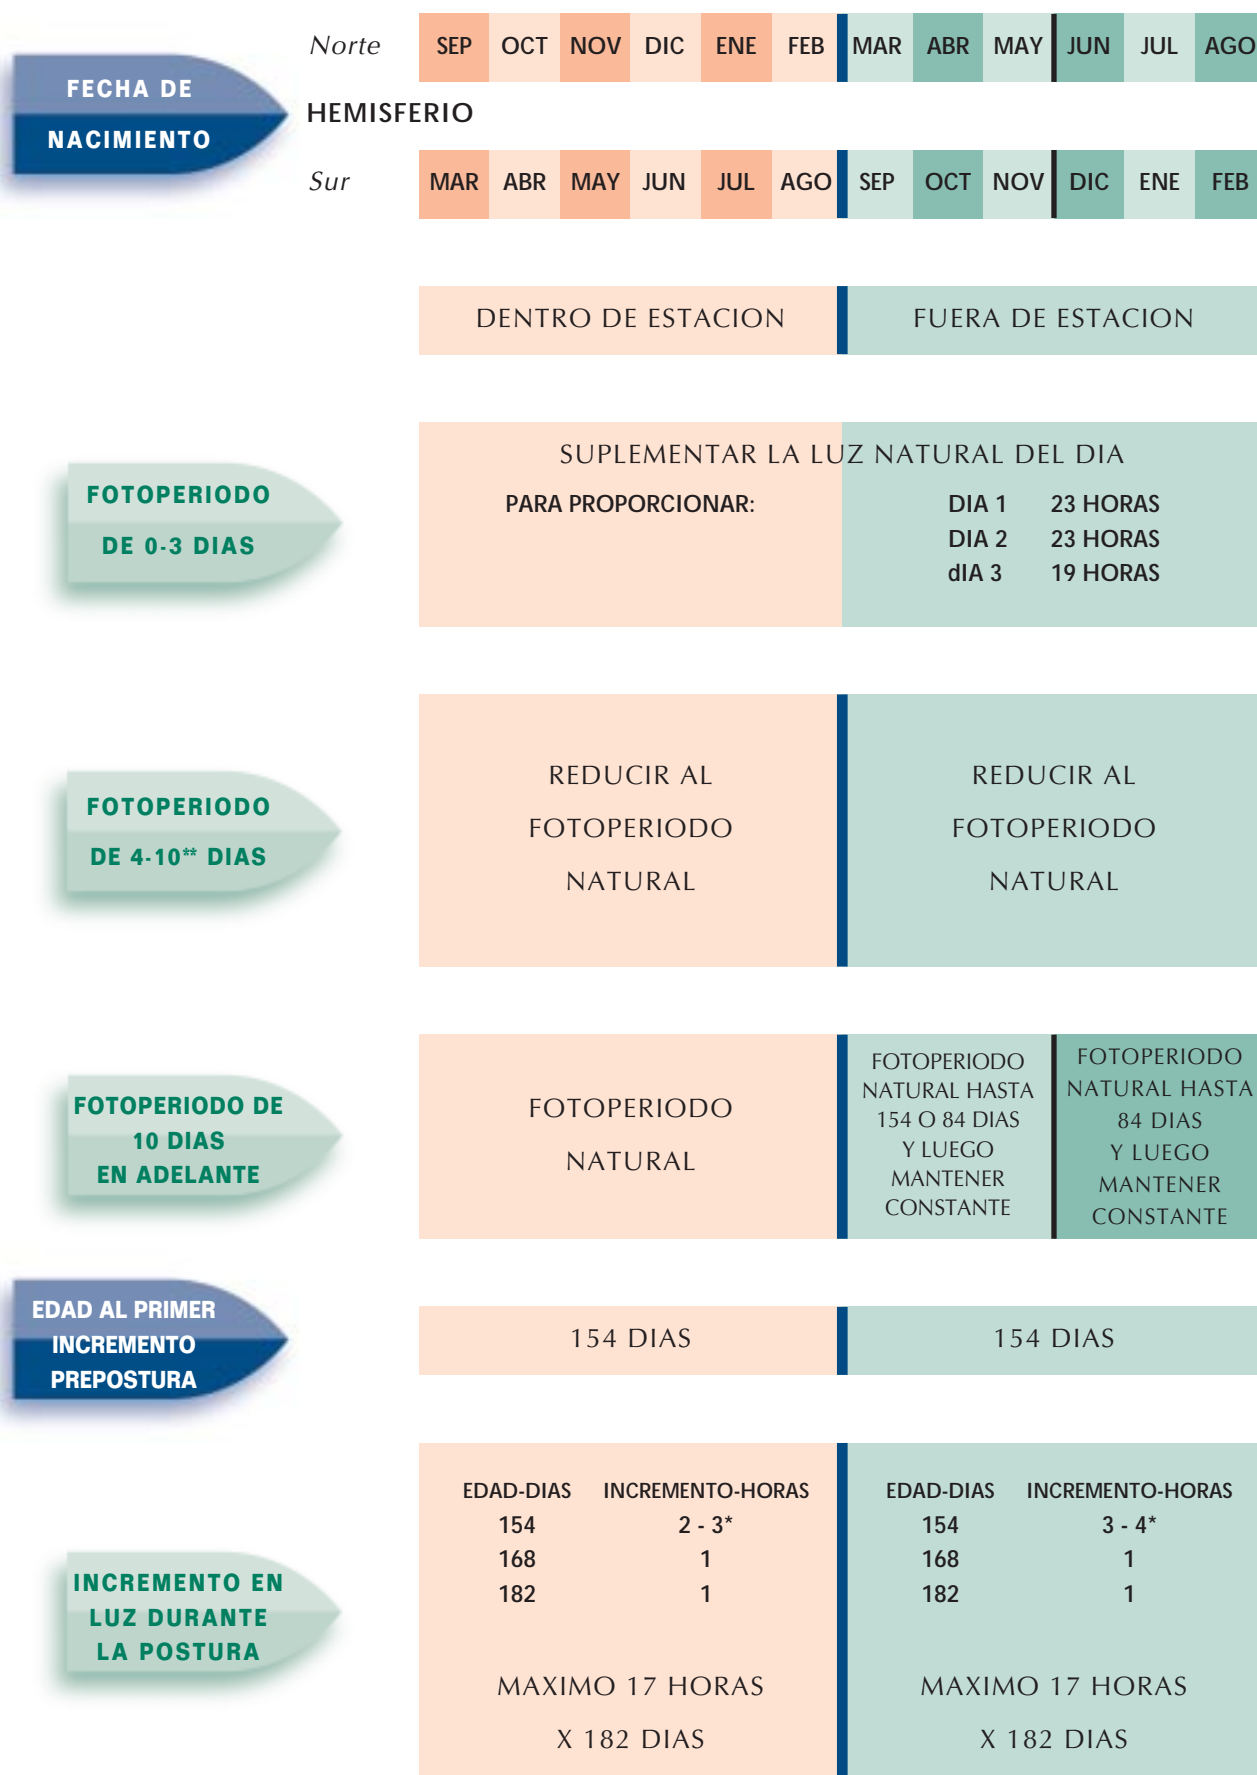 Norte SEP OCT NOV DIC ENE FEB MAR ABR MAY JUN JUL AGO
FECHA DE
NACIMIENTO
HEMISFERIO
Sur MAR ABR MAY JUN JUL AGO SEP OCT NOV DIC ENE FEB
DENTRO DE ESTACION FUERA DE ESTACION
FOTOPERIODO
DE 0-3 DIAS
SUPLEMENTAR LA LUZ NATURAL DEL DIA
PARA PROPORCIONAR: DIA 1 23 HORAS
DIA 2 23 HORAS
dIA 3 19 HORAS
FOTOPERIODO
DE 4-10** DIAS
REDUCIR AL
FOTOPERIODO
NATURAL
REDUCIR AL
FOTOPERIODO
NATURAL
FOTOPERIODO DE
10 DIAS
EN ADELANTE
FOTOPERIODO
NATURAL
FOTOPERIODO
NATURAL HASTA
154 O 84 DIAS
Y LUEGO
MANTENER
CONSTANTE
FOTOPERIODO
NATURAL HASTA
84 DIAS
Y LUEGO
MANTENER
CONSTANTE
EDAD AL PRIMER
INCREMENTO
PREPOSTURA
154 DIAS 154 DIAS
INCREMENTO EN
LUZ DURANTE
LA POSTURA
EDAD-DIAS INCREMENTO-HORAS
154 2 - 3*
168 1
182 1
MAXIMO 17 HORAS
X 182 DIAS
EDAD-DIAS INCREMENTO-HORAS
154 3 - 4*
168 1
182 1
MAXIMO 17 HORAS
X 182 DIAS